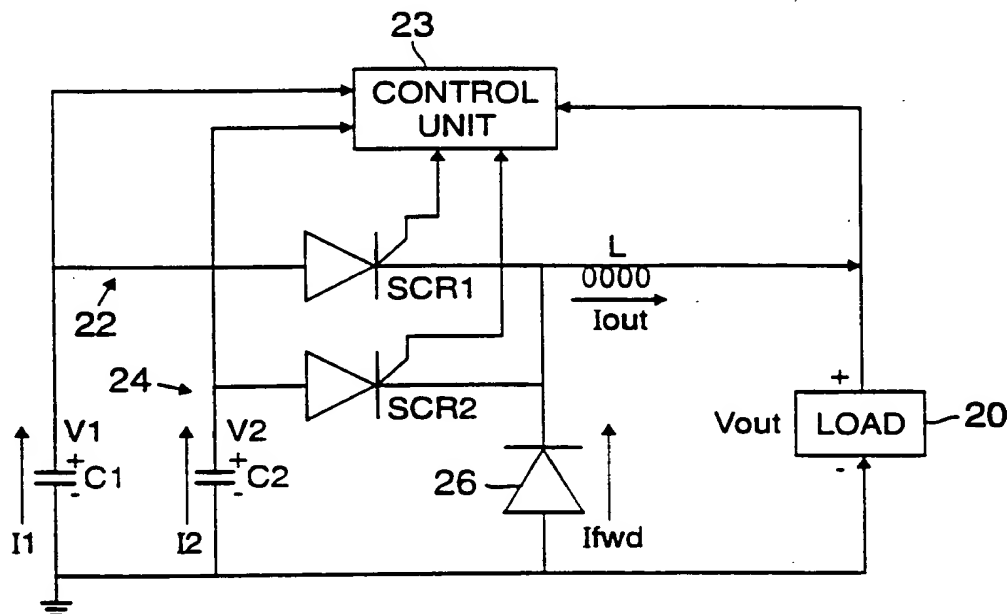 23
CONTROL
UNIT
L
SCR1
Iout
22
24
SCR2
+
V1
V2
Vout
LOAD
20
+
C1
-
+
C2
-
26
-
I1
I2
Ifwd